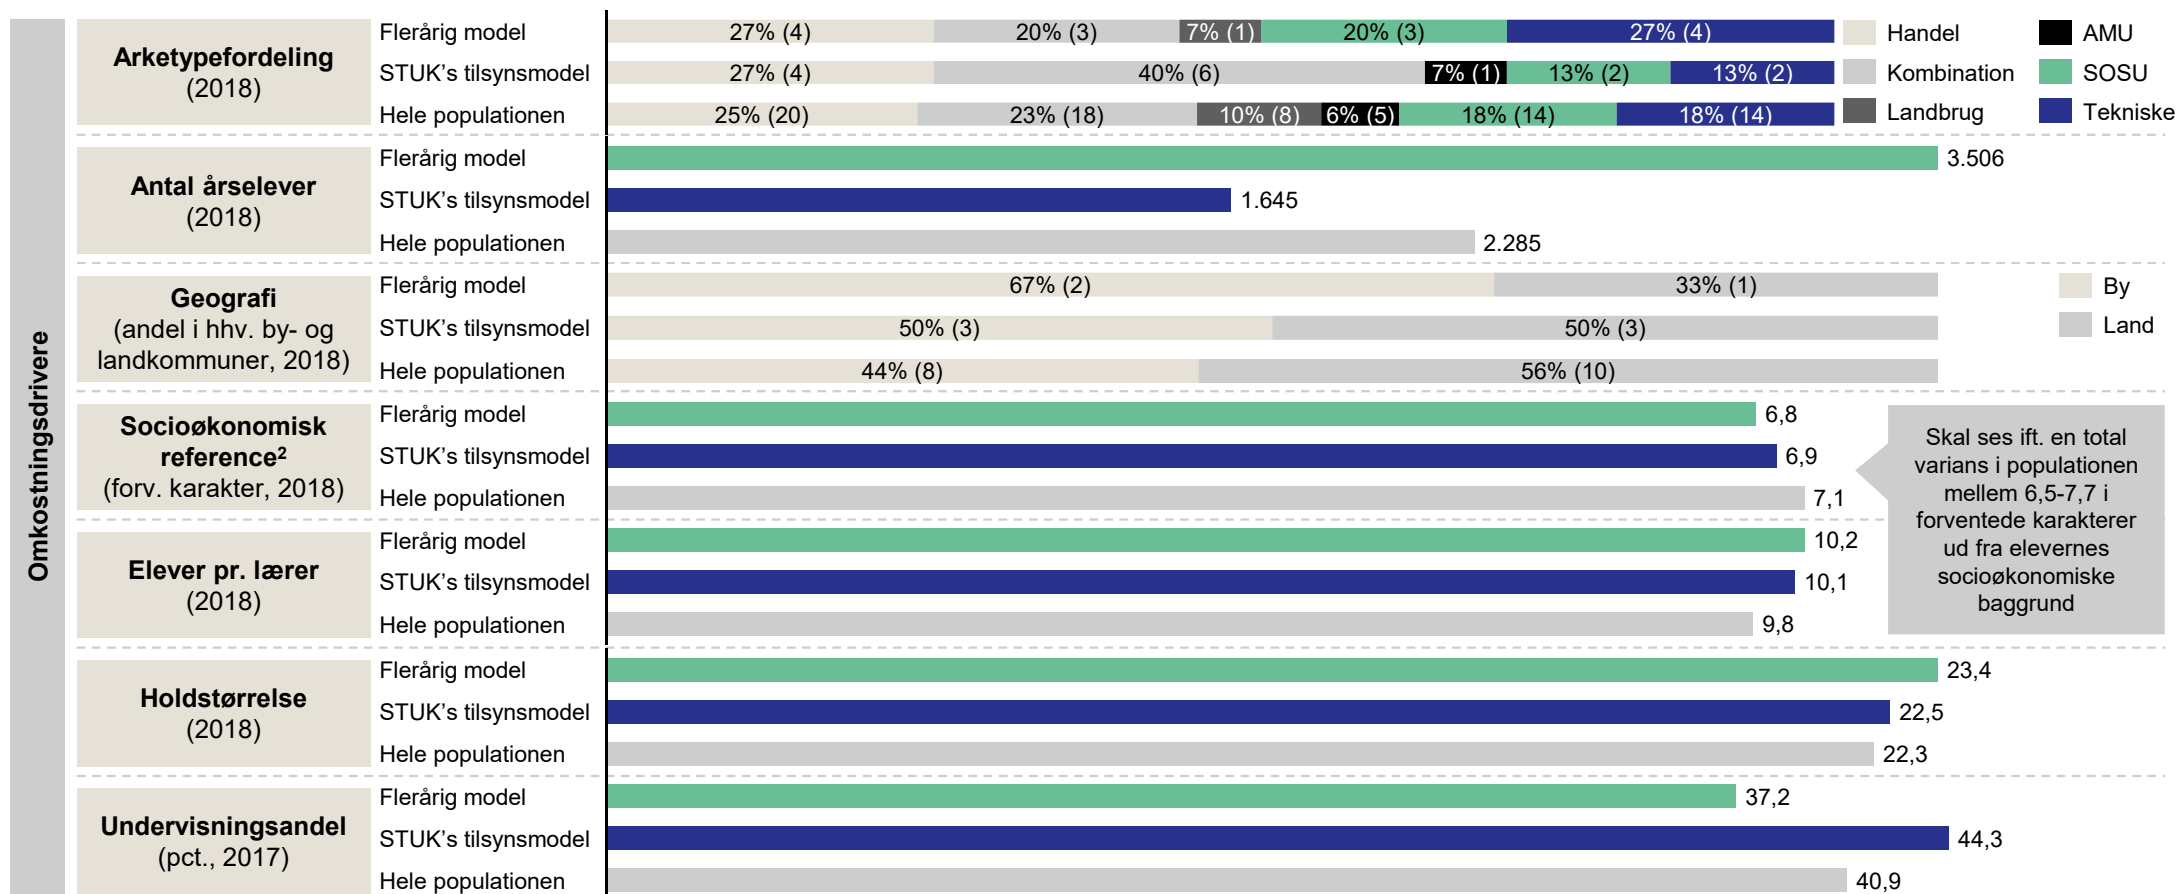 Omkostningsdrivere
Arketypefordeling
(2018)
Flerårig model
27% (4) 20% (3) 7% (1) 20% (3) 27% (4)
STUK's tilsynsmodel
27% (4) 40% (6) 7% (1) 13% (2) 13% (2)
Hele populationen
25% (20) 23% (18) 10% (8) 6% (5) 18% (14) 18% (14)
Handel
Kombination
Landbrug
AMU
SOSU
Tekniske
Antal årselever
(2018)
Flerårig model
3.506
STUK's tilsynsmodel
1.645
Hele populationen
2.285
Geografi
(andel i hhv. by- og
landkommuner, 2018)
Flerårig model
67% (2) 33% (1)
STUK's tilsynsmodel
50% (3) 50% (3)
Hele populationen
44% (8) 56% (10)
By
Land
Socioøkonomisk
reference²
(forv. karakter, 2018)
Flerårig model
6,8
STUK's tilsynsmodel
6,9
Hele populationen
7,1
Skal ses ift. en total
varians i populationen
mellem 6,5-7,7 i
forventede karakterer
ud fra elevernes
socioøkonomiske
baggrund
Elever pr. lærer
(2018)
Flerårig model
10,2
STUK's tilsynsmodel
10,1
Hele populationen
9,8
Holdstørrelse
(2018)
Flerårig model
23,4
STUK's tilsynsmodel
22,5
Hele populationen
22,3
Undervisningsandel
(pct., 2017)
Flerårig model
37,2
STUK's tilsynsmodel
44,3
Hele populationen
40,9